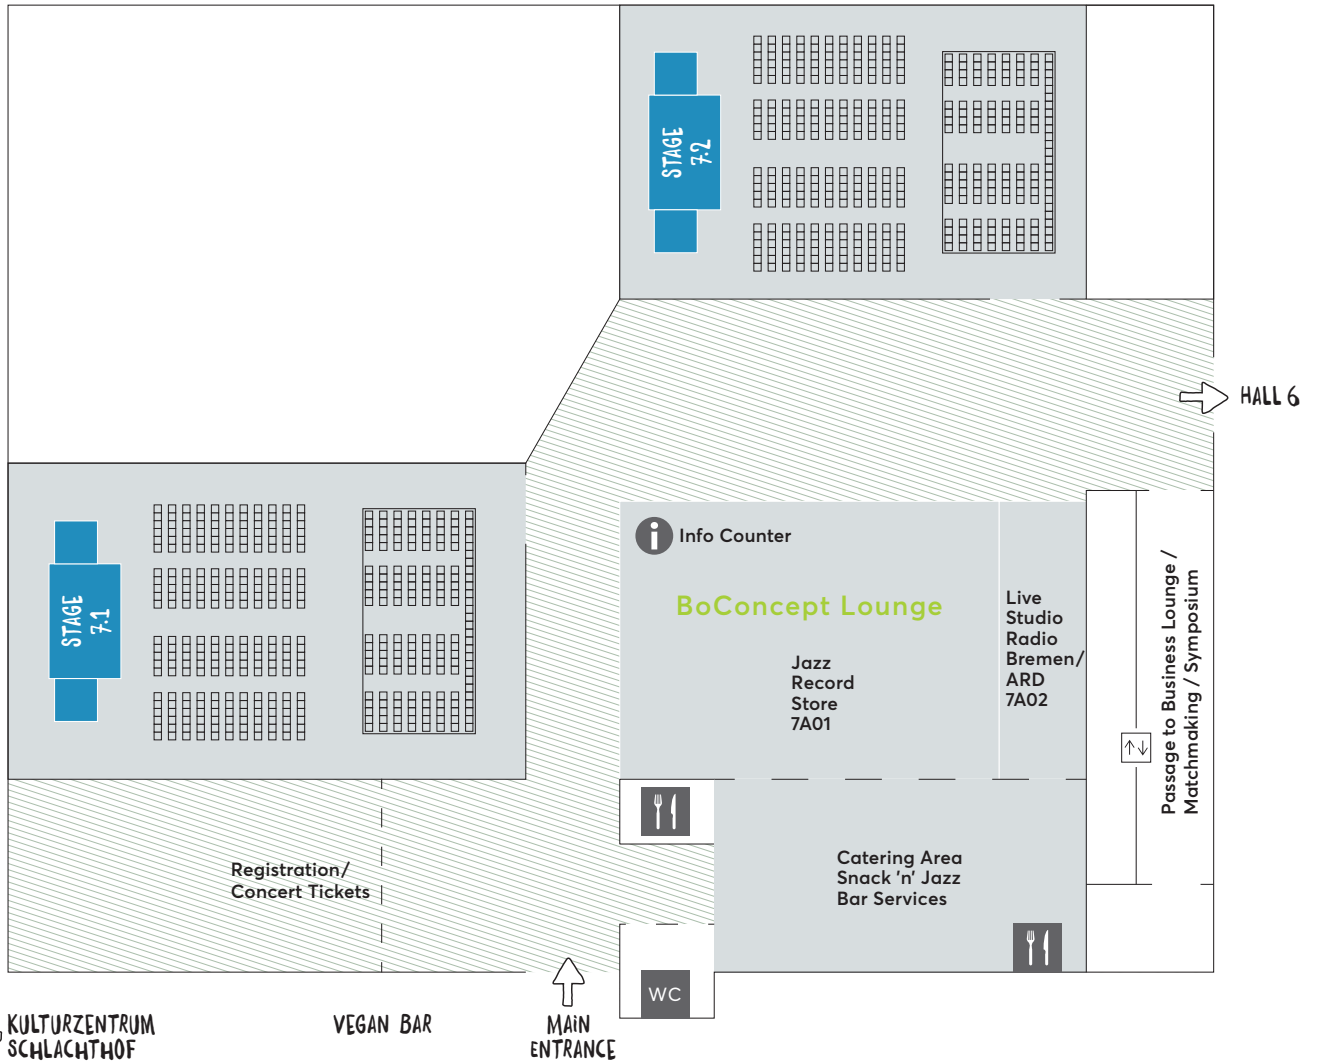 STAGE
7.2
HALL 6
STAGE
7.1
Info Counter
BoConcept Lounge
Jazz
Record
Store
7A01
Live
Studio
Radio
Bremen/
ARD
7A02
Passage to Business Lounge /
Matchmaking / Symposium
Registration/
Concert Tickets
Catering Area
Snack 'n' Jazz
Bar Services
WC
KULTURZENTRUM
SCHLACHTHOF
VEGAN BAR
MAIN
ENTRANCE